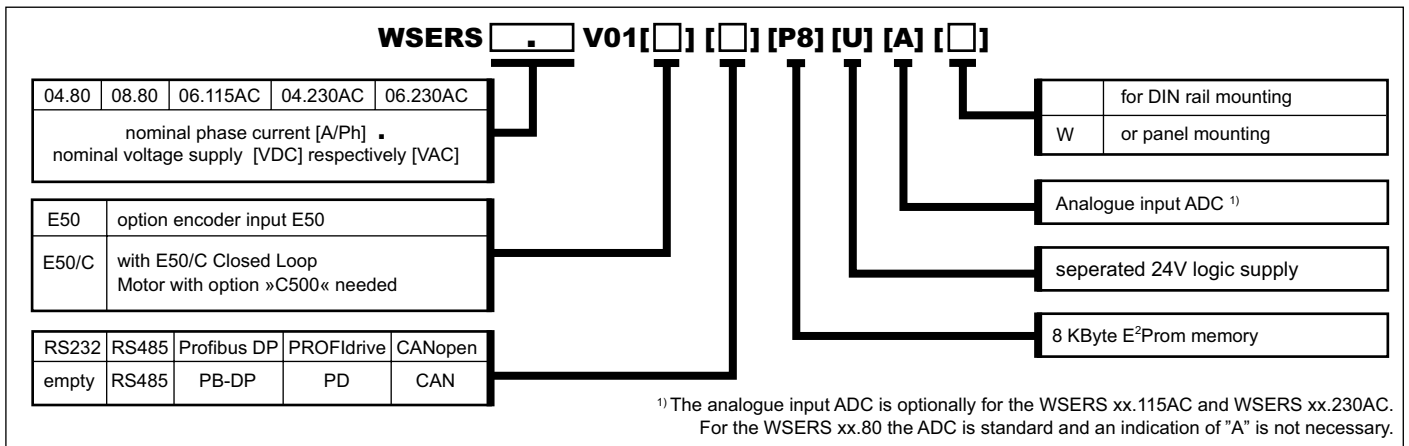 WSERS [ . ] V01[□] [□] [P8] [U] [A] [□]
04.80 08.80 06.115AC 04.230AC 06.230AC
nominal phase current [A/Ph] .
nominal voltage supply [VDC] respectively [VAC]
E50 option encoder input E50
E50/C with E50/C Closed Loop
Motor with option »C500« needed
RS232 RS485 Profibus DP PROFIdrive CANopen
empty RS485 PB-DP PD CAN
for DIN rail mounting
W or panel mounting
Analogue input ADC ¹⁾
seperated 24V logic supply
8 KByte E²Prom memory
¹⁾ The analogue input ADC is optionally for the WSERS xx.115AC and WSERS xx.230AC.
For the WSERS xx.80 the ADC is standard and an indication of ”A” is not necessary.